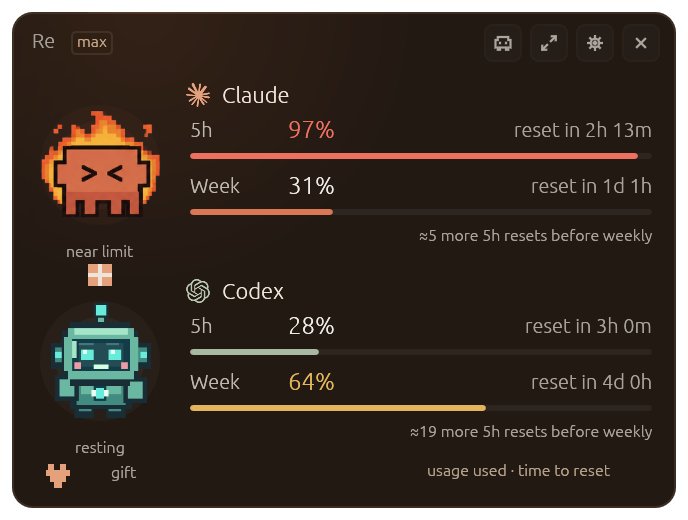 Re max
Claude
5h 97% reset in 2h 13m
Week 31% reset in 1d 1h
≈5 more 5h resets before weekly
near limit
Codex
5h 28% reset in 3h 0m
Week 64% reset in 4d 0h
≈19 more 5h resets before weekly
resting
gift
usage used · time to reset